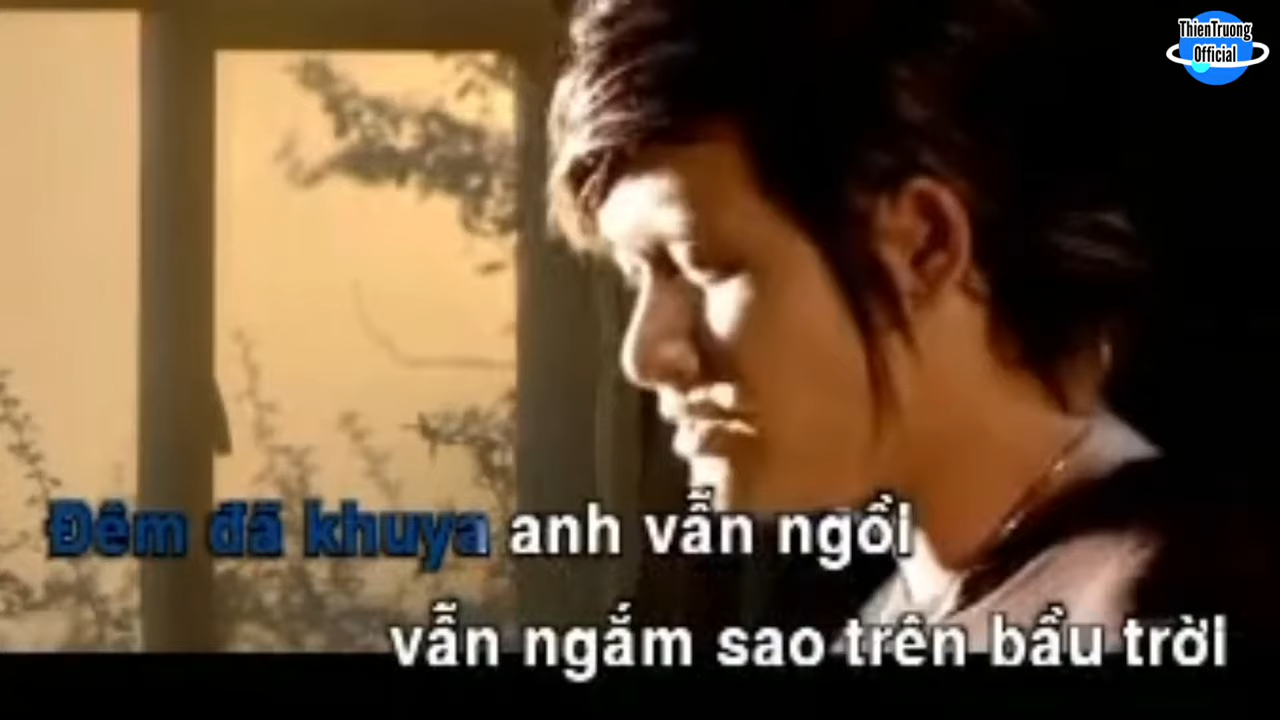 ThienTruong
Official
Đêm đã khuya anh vẫn ngồi
vẫn ngắm sao trên bầu trời